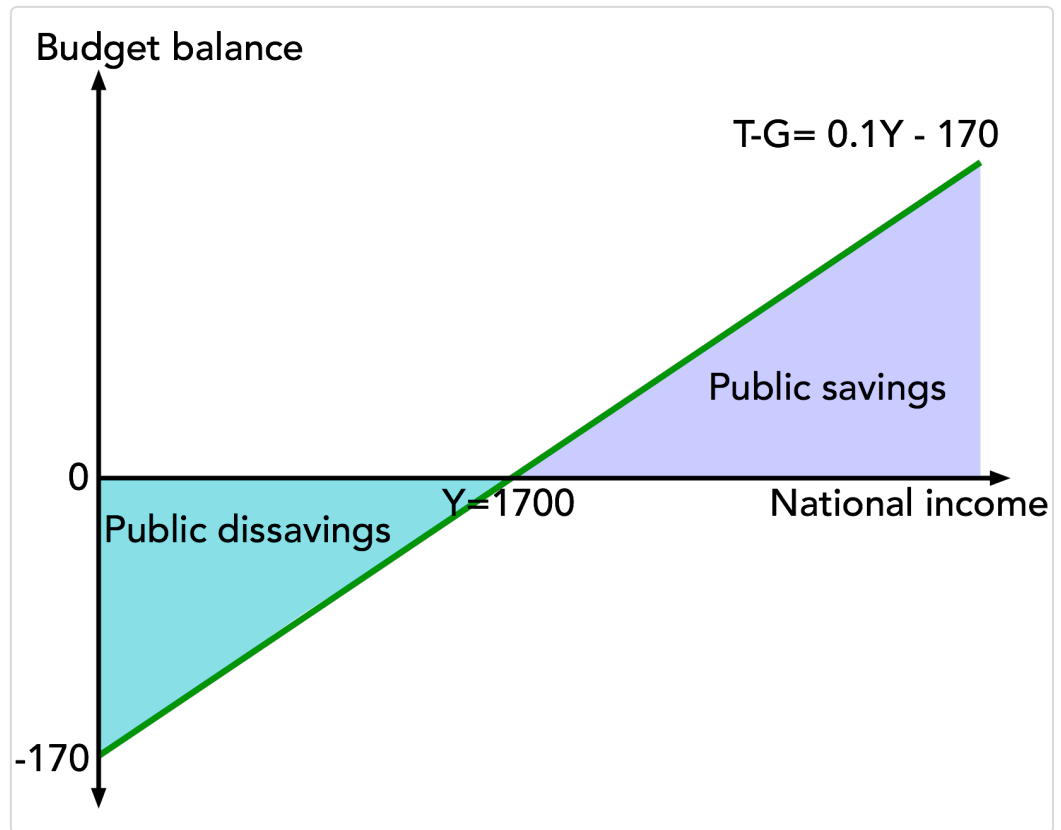 Budget balance
T-G= 0.1Y - 170
Public savings
0
Y=1700
National income
Public dissavings
-170